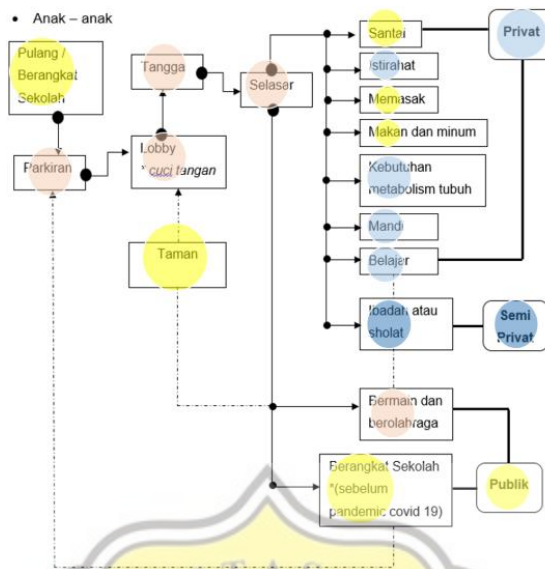 • Anak – anak
Pulang /
Berangkat
Sekolah
Parkiran
Tangga
Lobby
* cuci tangan
Selasar
Taman
Santai
Istirahat
Memasak
Makan dan minum
Kebutuhan
metabolism tubuh
Mandi
Belajar
Ibadah atau
sholat
Bermain dan
berolahraga
Berangkat Sekolah
*(sebelum
pandemic covid 19)
Privat
Semi
Privat
Publik